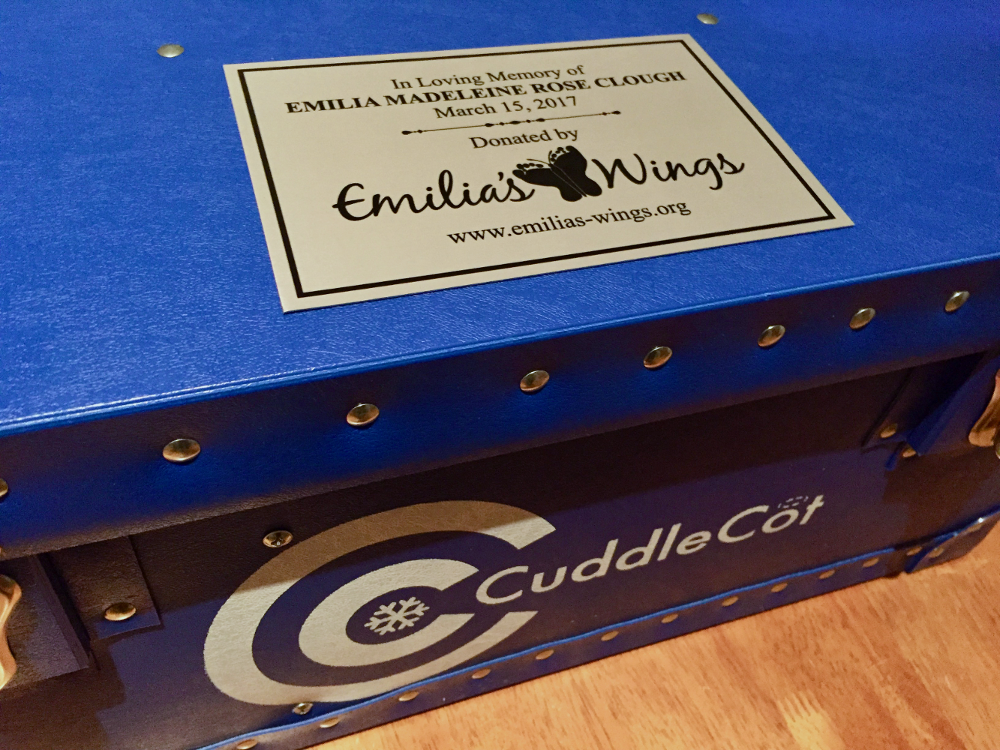 In Loving Memory of
EMILIA MADELEINE ROSE CLOUGH
March 15, 2017
Donated by
Emilia's Wings
www.emilias-wings.org
CuddleCot